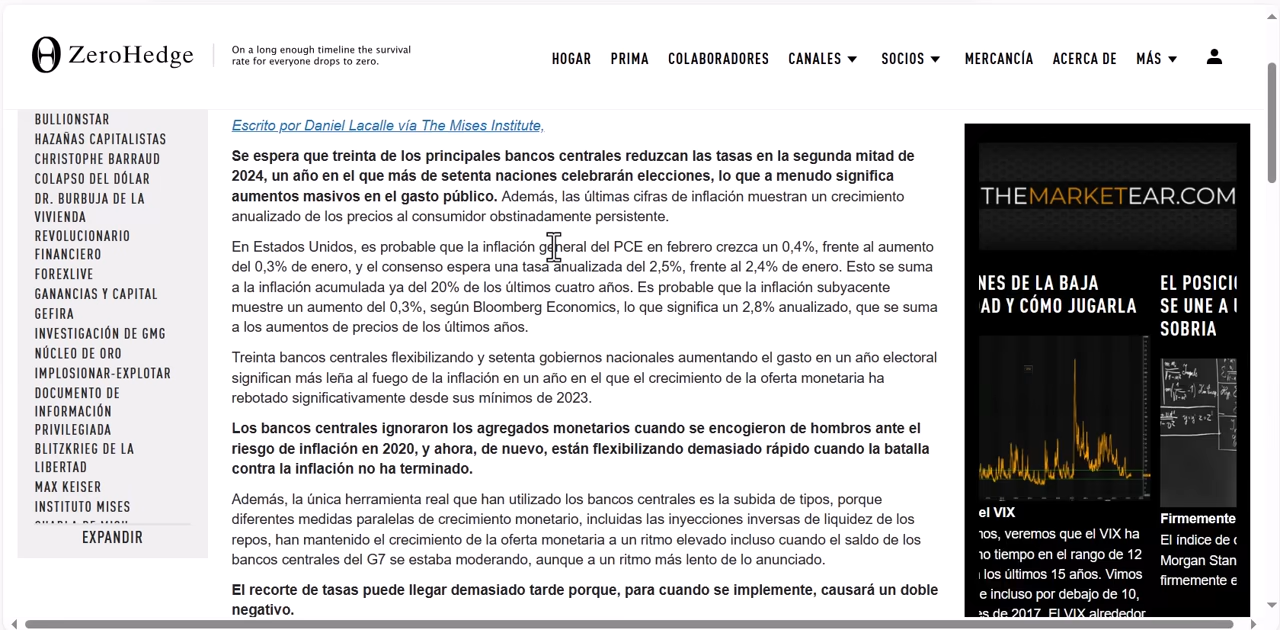 ZeroHedge
On a long enough timeline the survival
rate for everyone drops to zero.
HOGAR PRIMA COLABORADORES CANALES SOCIOS MERCANCÍA ACERCA DE MÁS
BULLIONSTAR
HAZAÑAS CAPITALISTAS
CHRISTOPHE BARRAUD
COLAPSO DEL DÓLAR
DR. BURBUJA DE LA
VIVIENDA
REVOLUCIONARIO
FINANCIERO
FOREXLIVE
GANANCIAS Y CAPITAL
GEFIRA
INVESTIGACIÓN DE GMG
NÚCLEO DE ORO
IMPLOSIONAR-EXPLOTAR
DOCUMENTO DE
INFORMACIÓN
PRIVILEGIADA
BLITZKRIEG DE LA
LIBERTAD
MAX KEISER
INSTITUTO MISES
EXPANDIR
Escrito por Daniel Lacalle vía The Mises Institute,
Se espera que treinta de los principales bancos centrales reduzcan las tasas en la segunda mitad de
2024, un año en el que más de setenta naciones celebrarán elecciones, lo que a menudo significa
aumentos masivos en el gasto público. Además, las últimas cifras de inflación muestran un crecimiento
anualizado de los precios al consumidor obstinadamente persistente.
En Estados Unidos, es probable que la inflación general del PCE en febrero crezca un 0,4%, frente al aumento
del 0,3% de enero, y el consenso espera una tasa anualizada del 2,5%, frente al 2,4% de enero. Esto se suma
a la inflación acumulada ya del 20% de los últimos cuatro años. Es probable que la inflación subyacente
muestre un aumento del 0,3%, según Bloomberg Economics, lo que significa un 2,8% anualizado, que se suma
a los aumentos de precios de los últimos años.
Treinta bancos centrales flexibilizando y setenta gobiernos nacionales aumentando el gasto en un año electoral
significan más leña al fuego de la inflación en un año en el que el crecimiento de la oferta monetaria ha
rebotado significativamente desde sus mínimos de 2023.
Los bancos centrales ignoraron los agregados monetarios cuando se encogieron de hombros ante el
riesgo de inflación en 2020, y ahora, de nuevo, están flexibilizando demasiado rápido cuando la batalla
contra la inflación no ha terminado.
Además, la única herramienta real que han utilizado los bancos centrales es la subida de tipos, porque
diferentes medidas paralelas de crecimiento monetario, incluidas las inyecciones inversas de liquidez de los
repos, han mantenido el crecimiento de la oferta monetaria a un ritmo elevado incluso cuando el saldo de los
bancos centrales del G7 se estaba moderando, aunque a un ritmo más lento de lo anunciado.
El recorte de tasas puede llegar demasiado tarde porque, para cuando se implemente, causará un doble
negativo.
THEMARKETEAR.COM
NES DE LA BAJA
DAD Y CÓMO JUGARLA
el VIX
nos, veremos que el VIX ha
no tiempo en el rango de 12
los últimos 15 años. Vimos
e incluso por debajo de 10,
es de 2017. El VIX alrededor
EL POSICI
SE UNE A
SOBRIA
Firmemente
El índice de
Morgan Stan
firmemente e